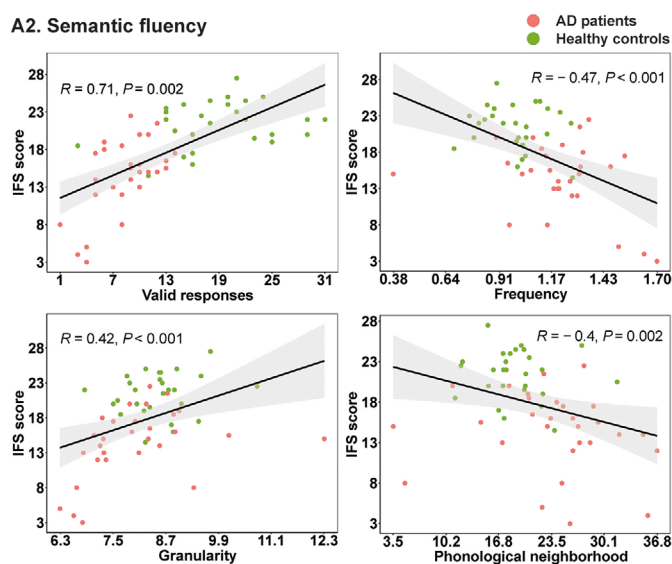 A2. Semantic fluency
AD patients
Healthy controls
R = 0.71, P = 0.002
IFS score
28
23
18
13
8
3
1 7 13 19 25 31
Valid responses
R = − 0.47, P < 0.001
IFS score
28
23
18
13
8
3
0.38 0.64 0.91 1.17 1.43 1.70
Frequency
R = 0.42, P < 0.001
IFS score
28
23
18
13
8
3
6.3 7.5 8.7 9.9 11.1 12.3
Granularity
R = − 0.4, P = 0.002
IFS score
28
23
18
13
8
3
3.5 10.2 16.8 23.5 30.1 36.8
Phonological neighborhood